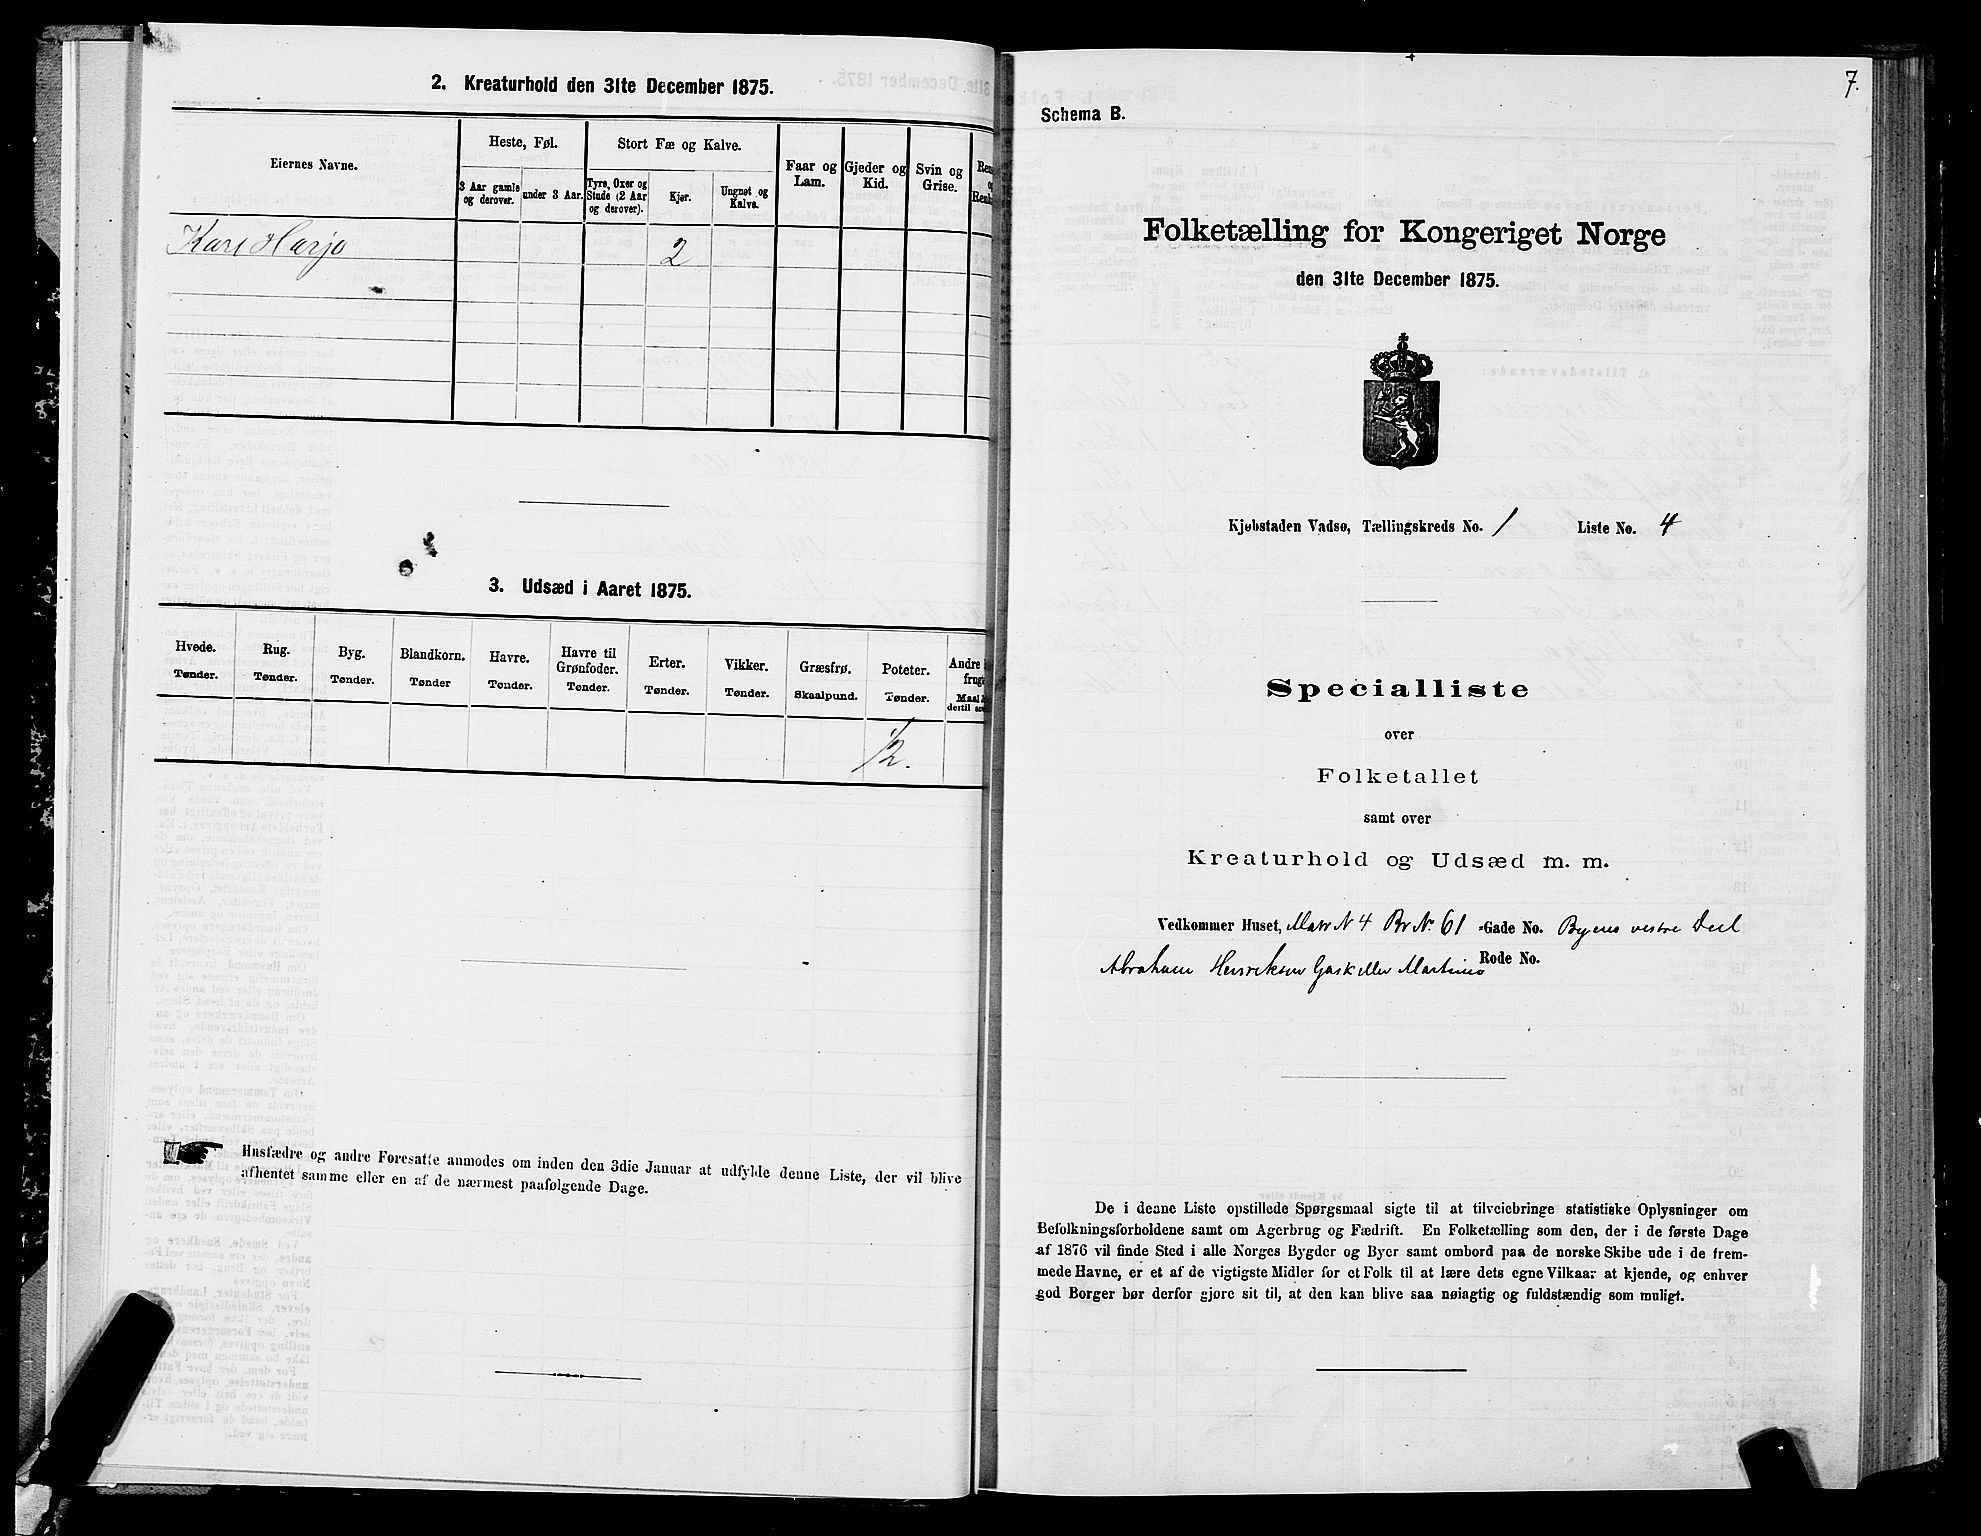 2. Kreaturhold den 31te December 1875.
Eiernes Navne.
Heste, Føl.
Stort Fæ og Kalve.
Faar og Lam.
Gjeder og Kid.
Svin og Grise.
3 Aar gamle og derover.
under 3 Aar.
Tyre, Oxer og Stude (2 Aar og derover).
Kjør.
Ungnøt og Kalve.
Karl Harjo
2
3. Udsæd i Aaret 1875.
Hvede. Rug. Byg. Blandkorn. Havre. Havre til Grønfoder. Erter. Vikker. Græsfrø. Poteter. Andre
Tønder. Tønder. Tønder. Tønder Tønder. Tønder. Tønder. Tønder. Skaalpund. Tønder. Maal
1/2.
Husfædre og andre Foresatte anmodes om inden den 3die Januar at udfylde denne Liste, der vil blive
afhentet samme eller en af de nærmest paafølgende Dage.
7.
Schema B.
Folketælling for Kongeriget Norge
den 31te December 1875.
Kjøbstaden Vadsø, Tællingskreds No. 1 Liste No. 4
Specialliste
over
Folketallet
samt over
Kreaturhold og Udsæd m. m.
Vedkommer Huset, Matr N 4 Br No. 61 -Gade No. Byens vestre Deel
Abraham Henriksen Gask eller Martinus Rode No.
De i denne Liste opstillede Spørgsmaal sigte til at tilveiebringe statistiske Oplysninger om
Befolkningsforholdene samt om Agerbrug og Fædrift. En Folketælling som den, der i de første Dage
af 1876 vil finde Sted i alle Norges Bygder og Byer samt ombord paa de norske Skibe ude i de frem-
mede Havne, er et af de vigtigste Midler for et Folk til at lære dets egne Vilkaar at kjende, og enhver
god Borger bør derfor gjøre sit til, at den kan blive saa nøiagtig og fuldstændig som muligt.